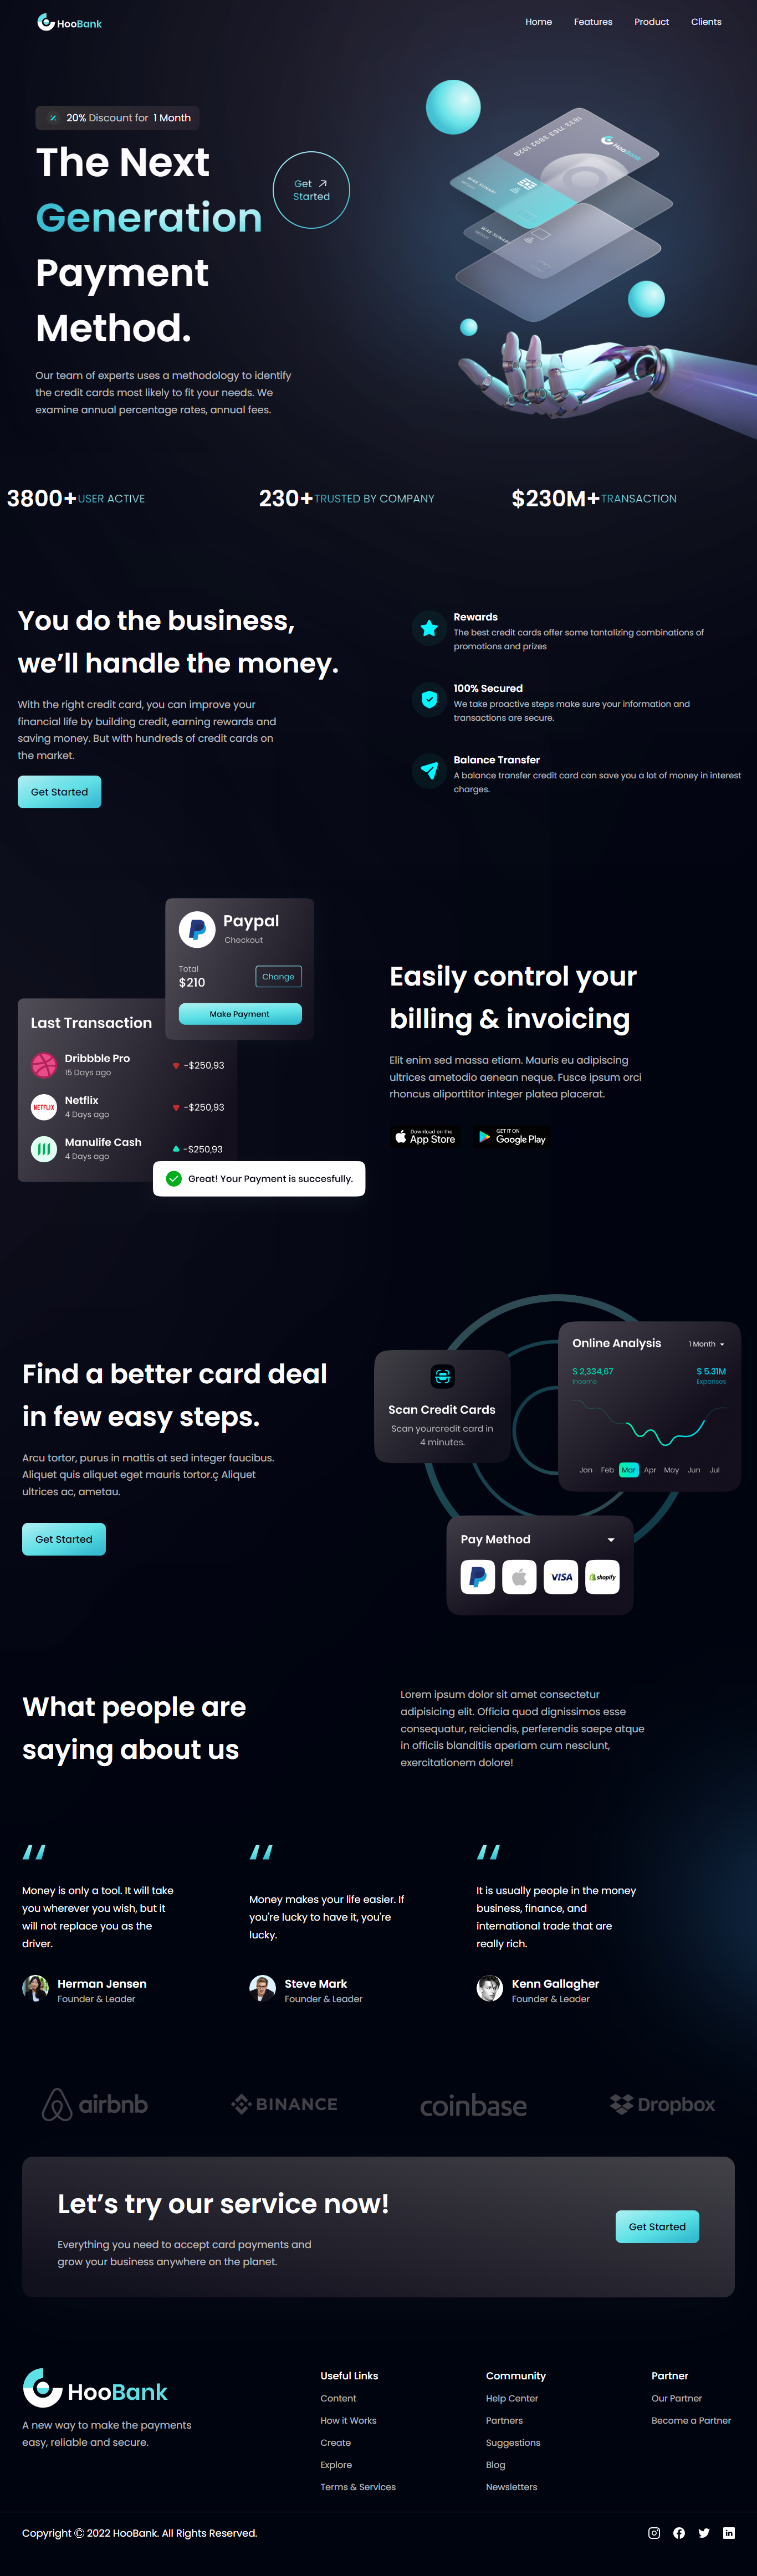 HooBank
Home Features Product Clients
20% Discount for 1 Month
The Next
Generation
Payment
Method.
Get
Started
1633 7163 3892 1028
HooBank
Our team of experts uses a methodology to identify
the credit cards most likely to fit your needs. We
examine annual percentage rates, annual fees.
3800+ USER ACTIVE
230+ TRUSTED BY COMPANY
$230M+ TRANSACTION
You do the business,
we’ll handle the money.
With the right credit card, you can improve your
financial life by building credit, earning rewards and
saving money. But with hundreds of credit cards on
the market.
Get Started
Rewards
The best credit cards offer some tantalizing combinations of
promotions and prizes
100% Secured
We take proactive steps make sure your information and
transactions are secure.
Balance Transfer
A balance transfer credit card can save you a lot of money in interest
charges.
Paypal
Checkout
Total
$210
Change
Make Payment
Last Transaction
Dribbble Pro
15 Days ago
-$250,93
NETFLIX
Netflix
4 Days ago
-$250,93
Manulife Cash
4 Days ago
-$250,93
Great! Your Payment is succesfully.
Easily control your
billing & invoicing
Elit enim sed massa etiam. Mauris eu adipiscing
ultrices ametodio aenean neque. Fusce ipsum orci
rhoncus aliporttitor integer platea placerat.
Download on the
App Store
GET IT ON
Google Play
Find a better card deal
in few easy steps.
Arcu tortor, purus in mattis at sed integer faucibus.
Aliquet quis aliquet eget mauris tortor.ç Aliquet
ultrices ac, ametau.
Get Started
Scan Credit Cards
Scan yourcredit card in
4 minutes.
Online Analysis
1 Month
$ 2,334,67
Income
$ 5.31M
Expenses
Jan Feb Mar Apr May Jun Jul
Pay Method
VISA
shopify
What people are
saying about us
Lorem ipsum dolor sit amet consectetur
adipisicing elit. Officia quod dignissimos esse
consequatur, reiciendis, perferendis saepe atque
in officiis blanditiis aperiam cum nesciunt,
exercitationem dolore!
Money is only a tool. It will take
you wherever you wish, but it
will not replace you as the
driver.
Herman Jensen
Founder & Leader
Money makes your life easier. If
you're lucky to have it, you're
lucky.
Steve Mark
Founder & Leader
It is usually people in the money
business, finance, and
international trade that are
really rich.
Kenn Gallagher
Founder & Leader
airbnb
BINANCE
coinbase
Dropbox
Let’s try our service now!
Everything you need to accept card payments and
grow your business anywhere on the planet.
Get Started
HooBank
A new way to make the payments
easy, reliable and secure.
Useful Links
Content
How it Works
Create
Explore
Terms & Services
Community
Help Center
Partners
Suggestions
Blog
Newsletters
Partner
Our Partner
Become a Partner
Copyright Ⓒ 2022 HooBank. All Rights Reserved.
in